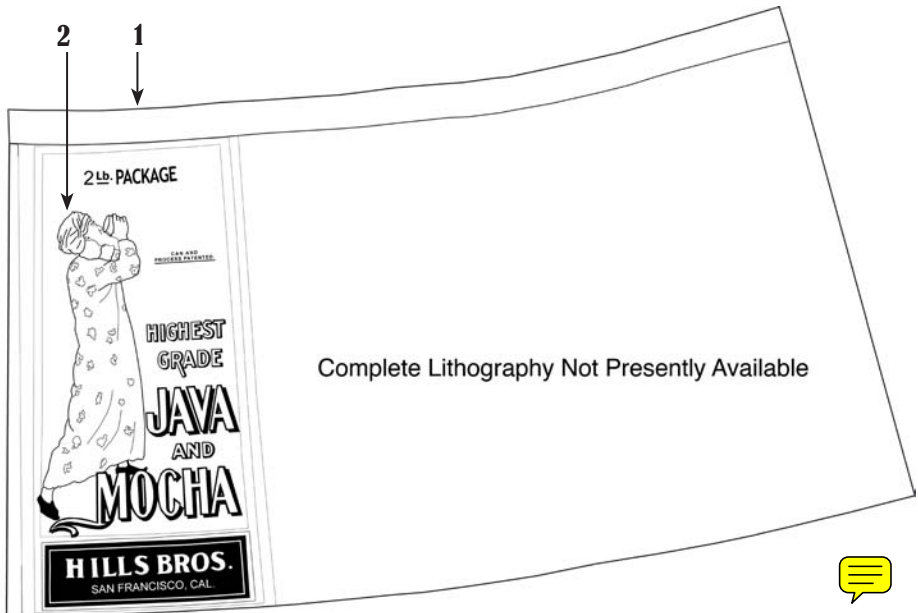 2 1
2 Lb. PACKAGE
CAN AND
PROCESS PATENTED
HIGHEST
GRADE
JAVA
AND
MOCHA
HILLS BROS.
SAN FRANCISCO, CAL.
Complete Lithography Not Presently Available